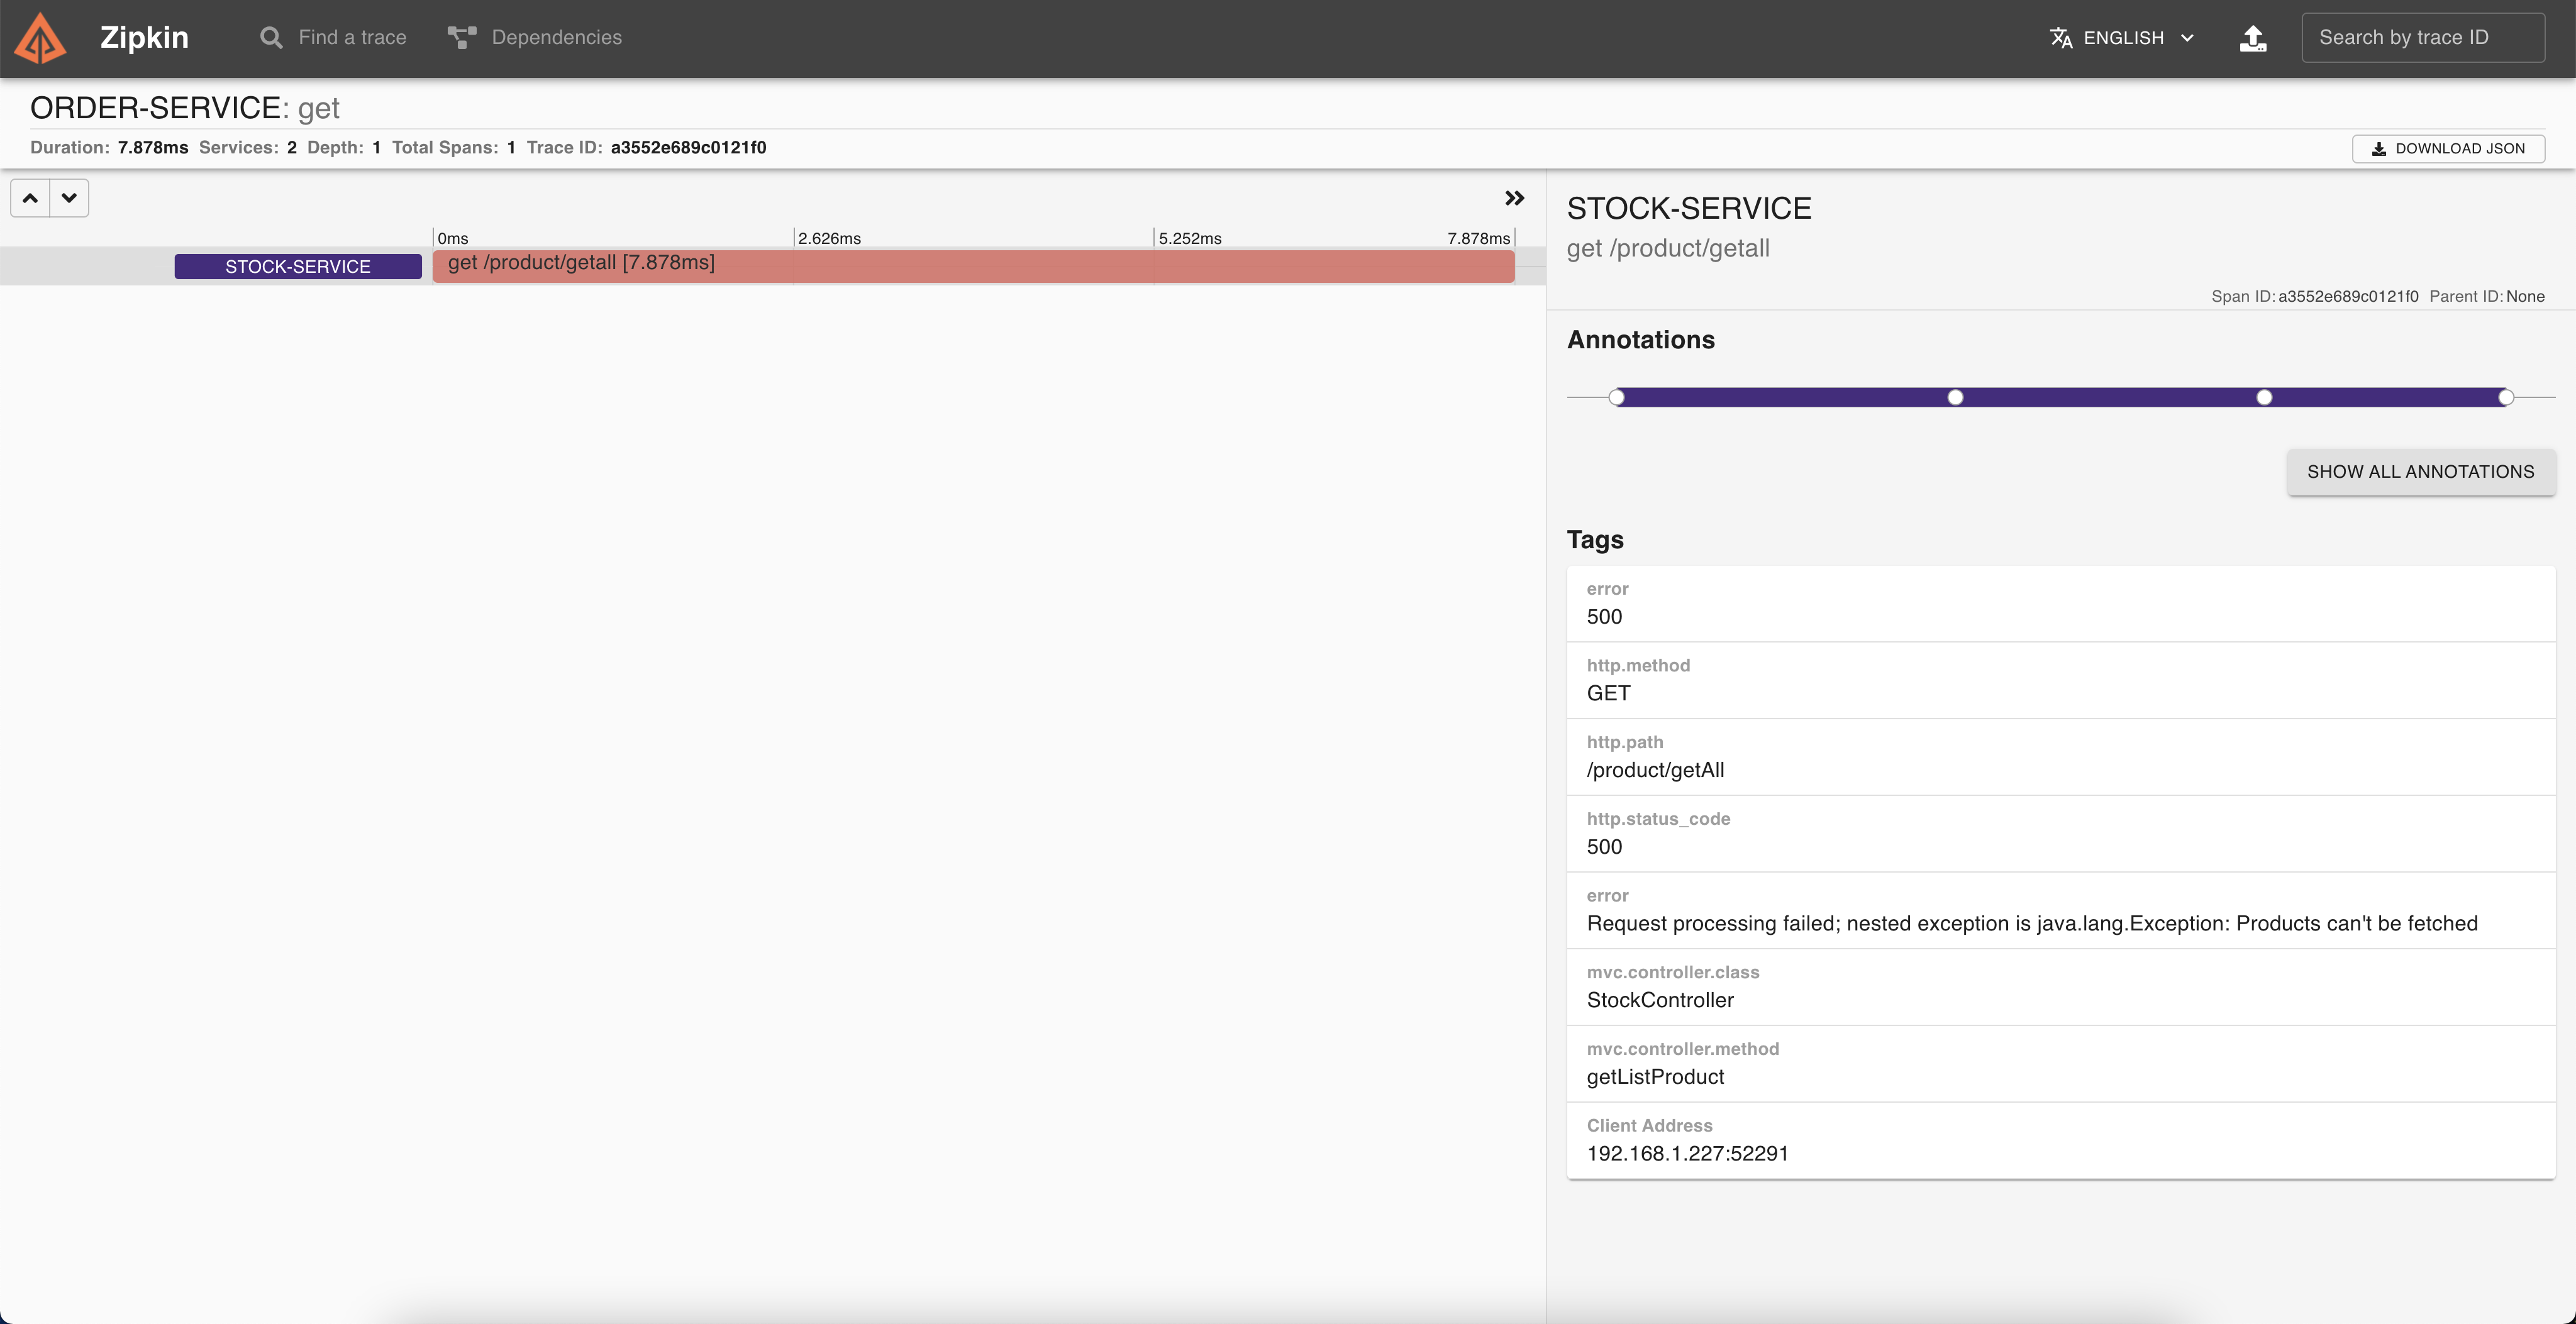 Zipkin
Find a trace
Dependencies
ENGLISH
Search by trace ID
ORDER-SERVICE: get
Duration: 7.878ms Services: 2 Depth: 1 Total Spans: 1 Trace ID: a3552e689c0121f0
DOWNLOAD JSON
0ms
2.626ms
5.252ms
7.878ms
STOCK-SERVICE
get /product/getall [7.878ms]
STOCK-SERVICE
get /product/getall
Span ID: a3552e689c0121f0 Parent ID: None
Annotations
SHOW ALL ANNOTATIONS
Tags
error
500
http.method
GET
http.path
/product/getAll
http.status_code
500
error
Request processing failed; nested exception is java.lang.Exception: Products can't be fetched
mvc.controller.class
StockController
mvc.controller.method
getListProduct
Client Address
192.168.1.227:52291